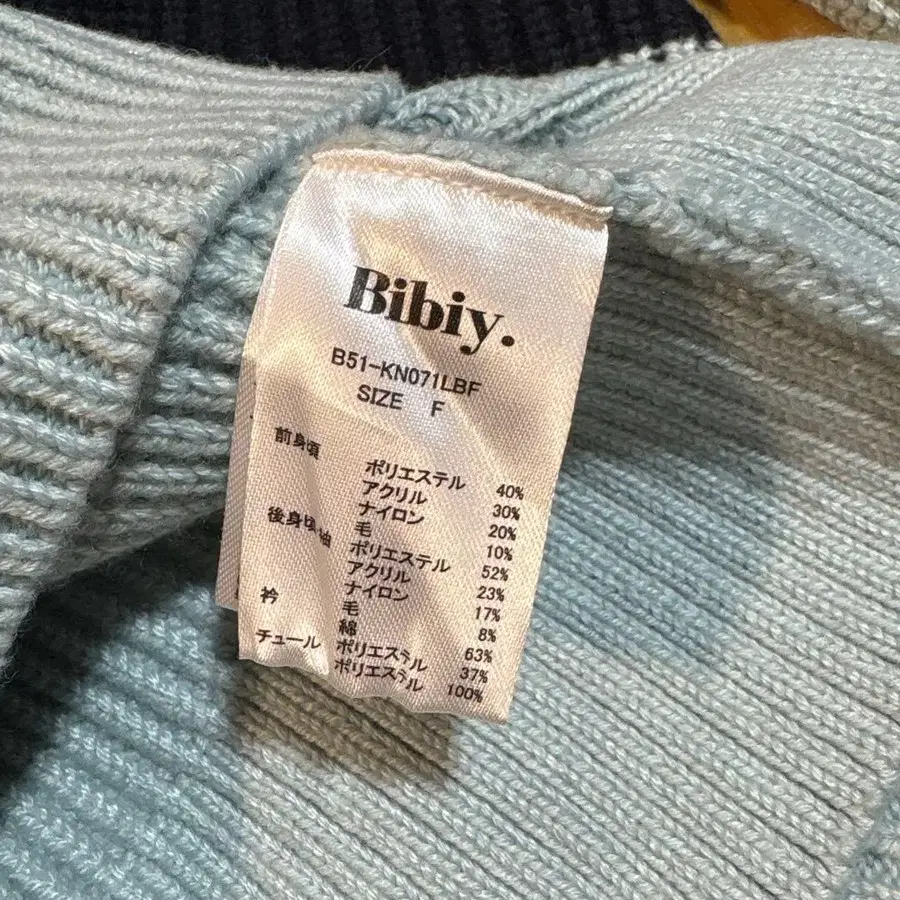 Bibiy.
B51-KN071LBF
SIZE F
前身頃
ポリエステル 40%
アクリル 30%
ナイロン 20%
毛 10%
後身頃・袖
ポリエステル 52%
アクリル 23%
ナイロン 17%
毛 8%
衿
綿 63%
ポリエステル 37%
チュール
ポリエステル 100%